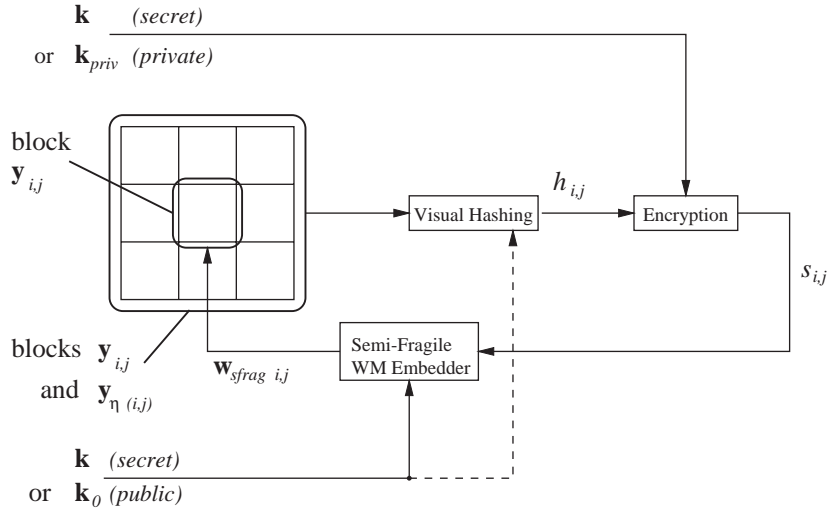 k (secret)
or k_priv (private)
block
y_i,j
Visual Hashing
h_i,j
Encryption
s_i,j
blocks y_i,j
and y_η (i,j)
w_sfrag i,j
Semi-Fragile
WM Embedder
k (secret)
or k_0 (public)